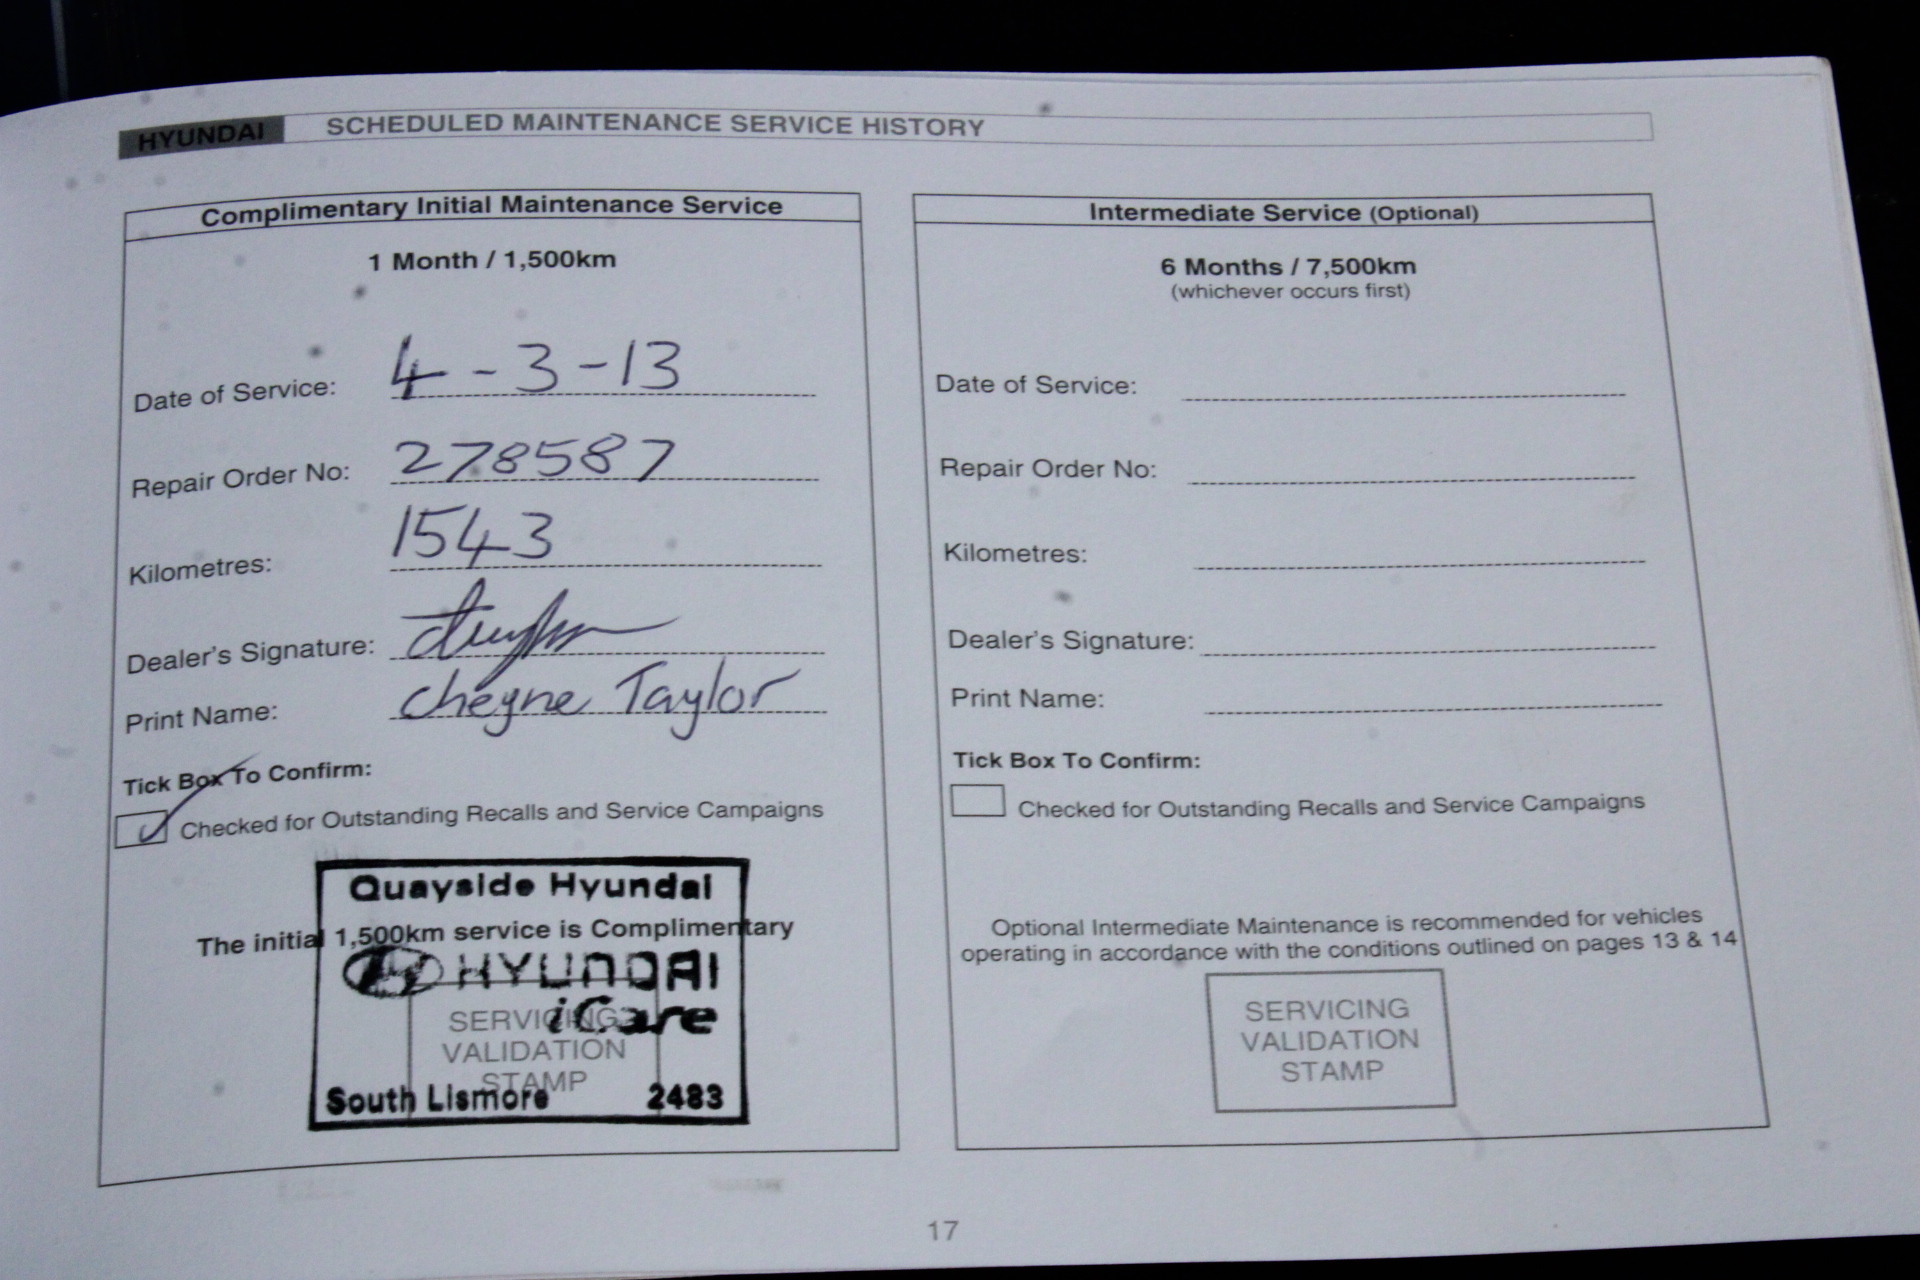 HYUNDAI SCHEDULED MAINTENANCE SERVICE HISTORY
Complimentary Initial Maintenance Service
1 Month / 1,500km
Date of Service: 4-3-13
Repair Order No: 278587
Kilometres: 1543
Dealer's Signature:
Print Name: Cheyne Taylor
Tick Box To Confirm:
Checked for Outstanding Recalls and Service Campaigns
Quayside Hyundai
The initial 1,500km service is Complimentary
HYUNDAI
iCare
SERVICING
VALIDATION
STAMP
South Lismore 2483
Intermediate Service (Optional)
6 Months / 7,500km
(whichever occurs first)
Date of Service:
Repair Order No:
Kilometres:
Dealer's Signature:
Print Name:
Tick Box To Confirm:
Checked for Outstanding Recalls and Service Campaigns
Optional Intermediate Maintenance is recommended for vehicles
operating in accordance with the conditions outlined on pages 13 & 14
SERVICING
VALIDATION
STAMP
17